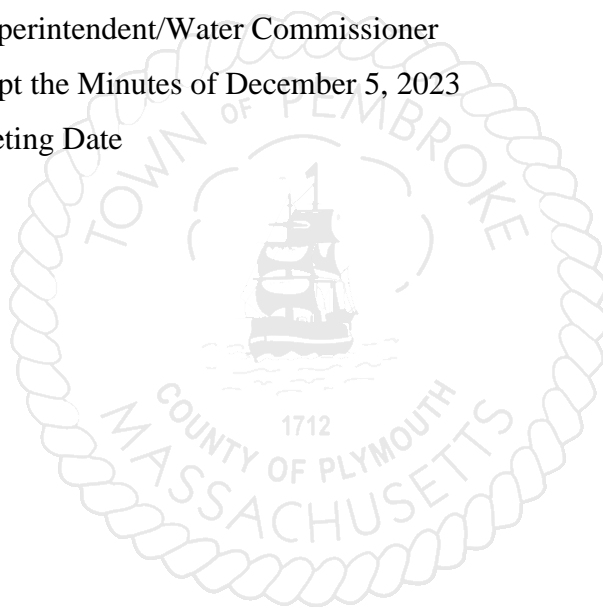 perintendent/Water Commissioner
pt the Minutes of December 5, 2023
eting Date
TOWN OF PEMBROKE
1712
COUNTY OF PLYMOUTH
MASSACHUSETTS